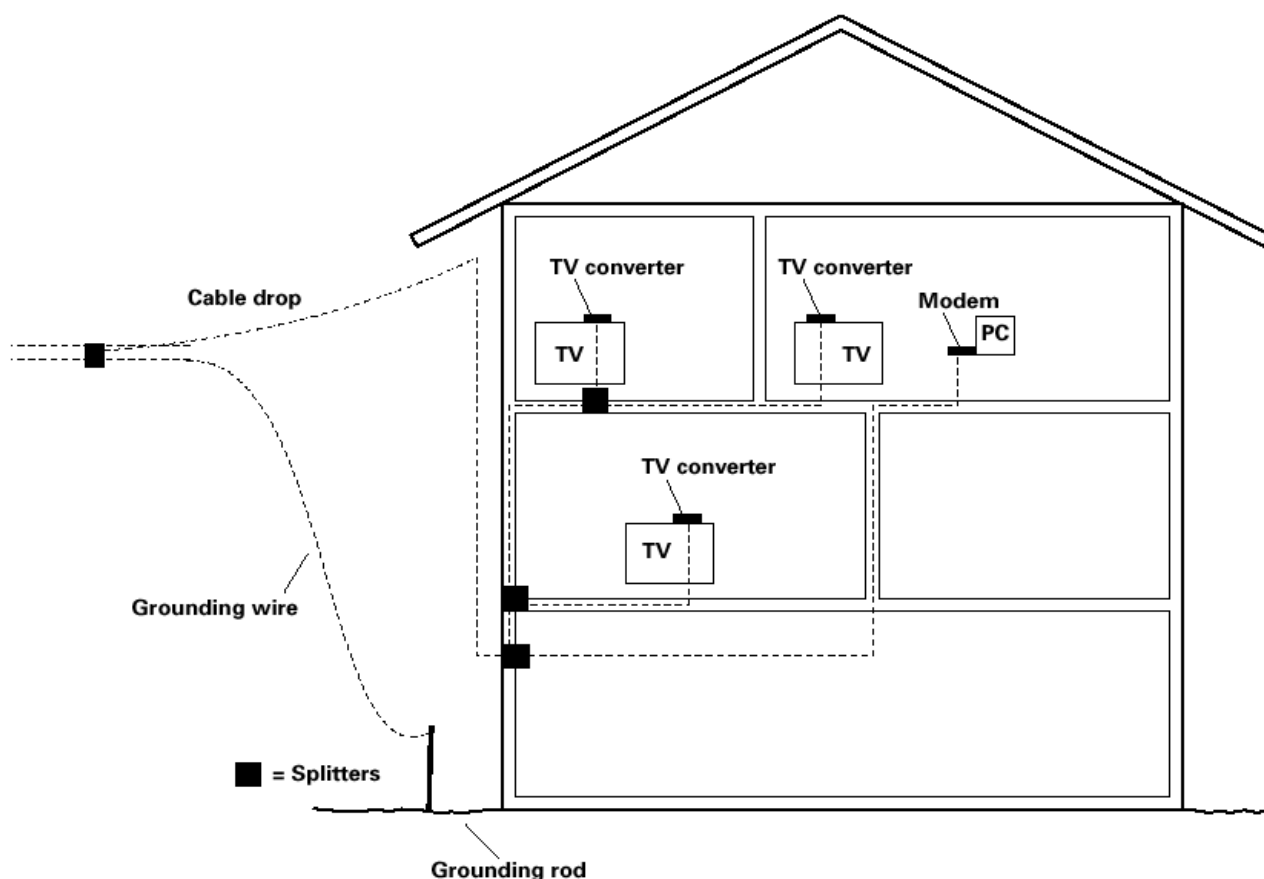 TV converter
TV converter
Cable drop
Modem
PC
TV
TV
TV converter
TV
Grounding wire
= Splitters
Grounding rod